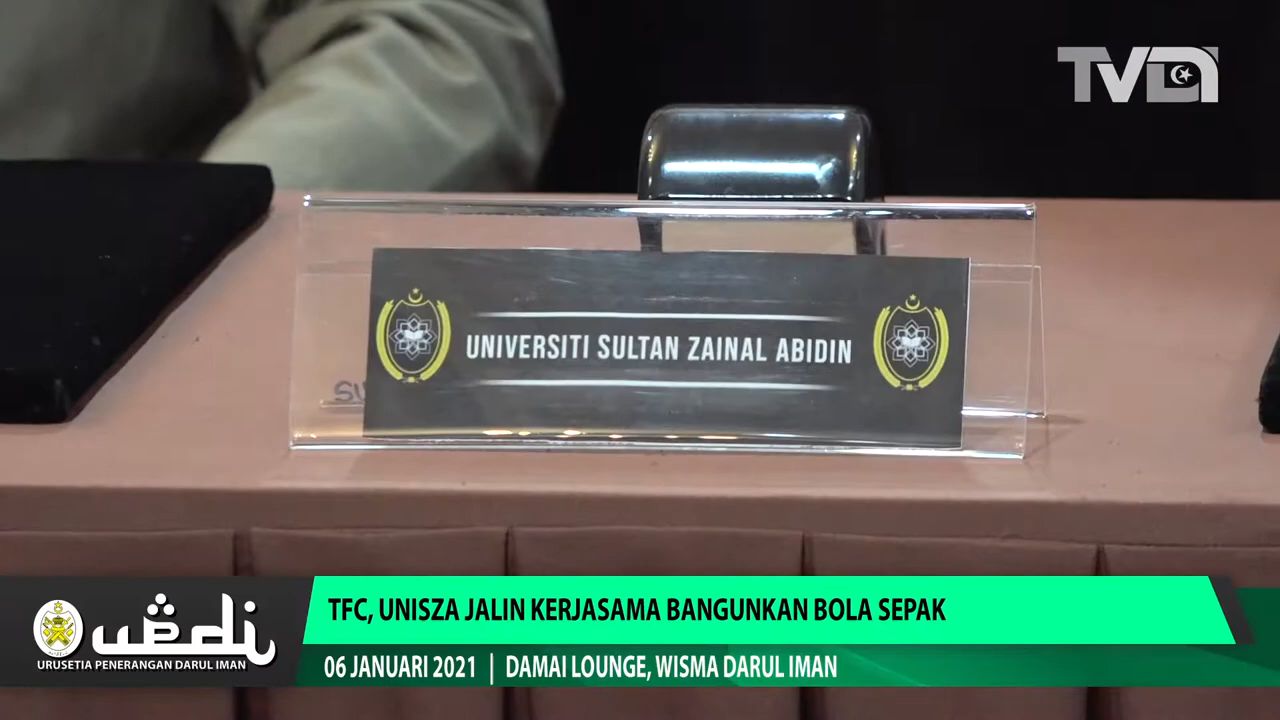 TVDI
UNIVERSITI SULTAN ZAINAL ABIDIN
SU
TFC, UNISZA JALIN KERJASAMA BANGUNKAN BOLA SEPAK
URUSETIA PENERANGAN DARUL IMAN
06 JANUARI 2021 | DAMAI LOUNGE, WISMA DARUL IMAN